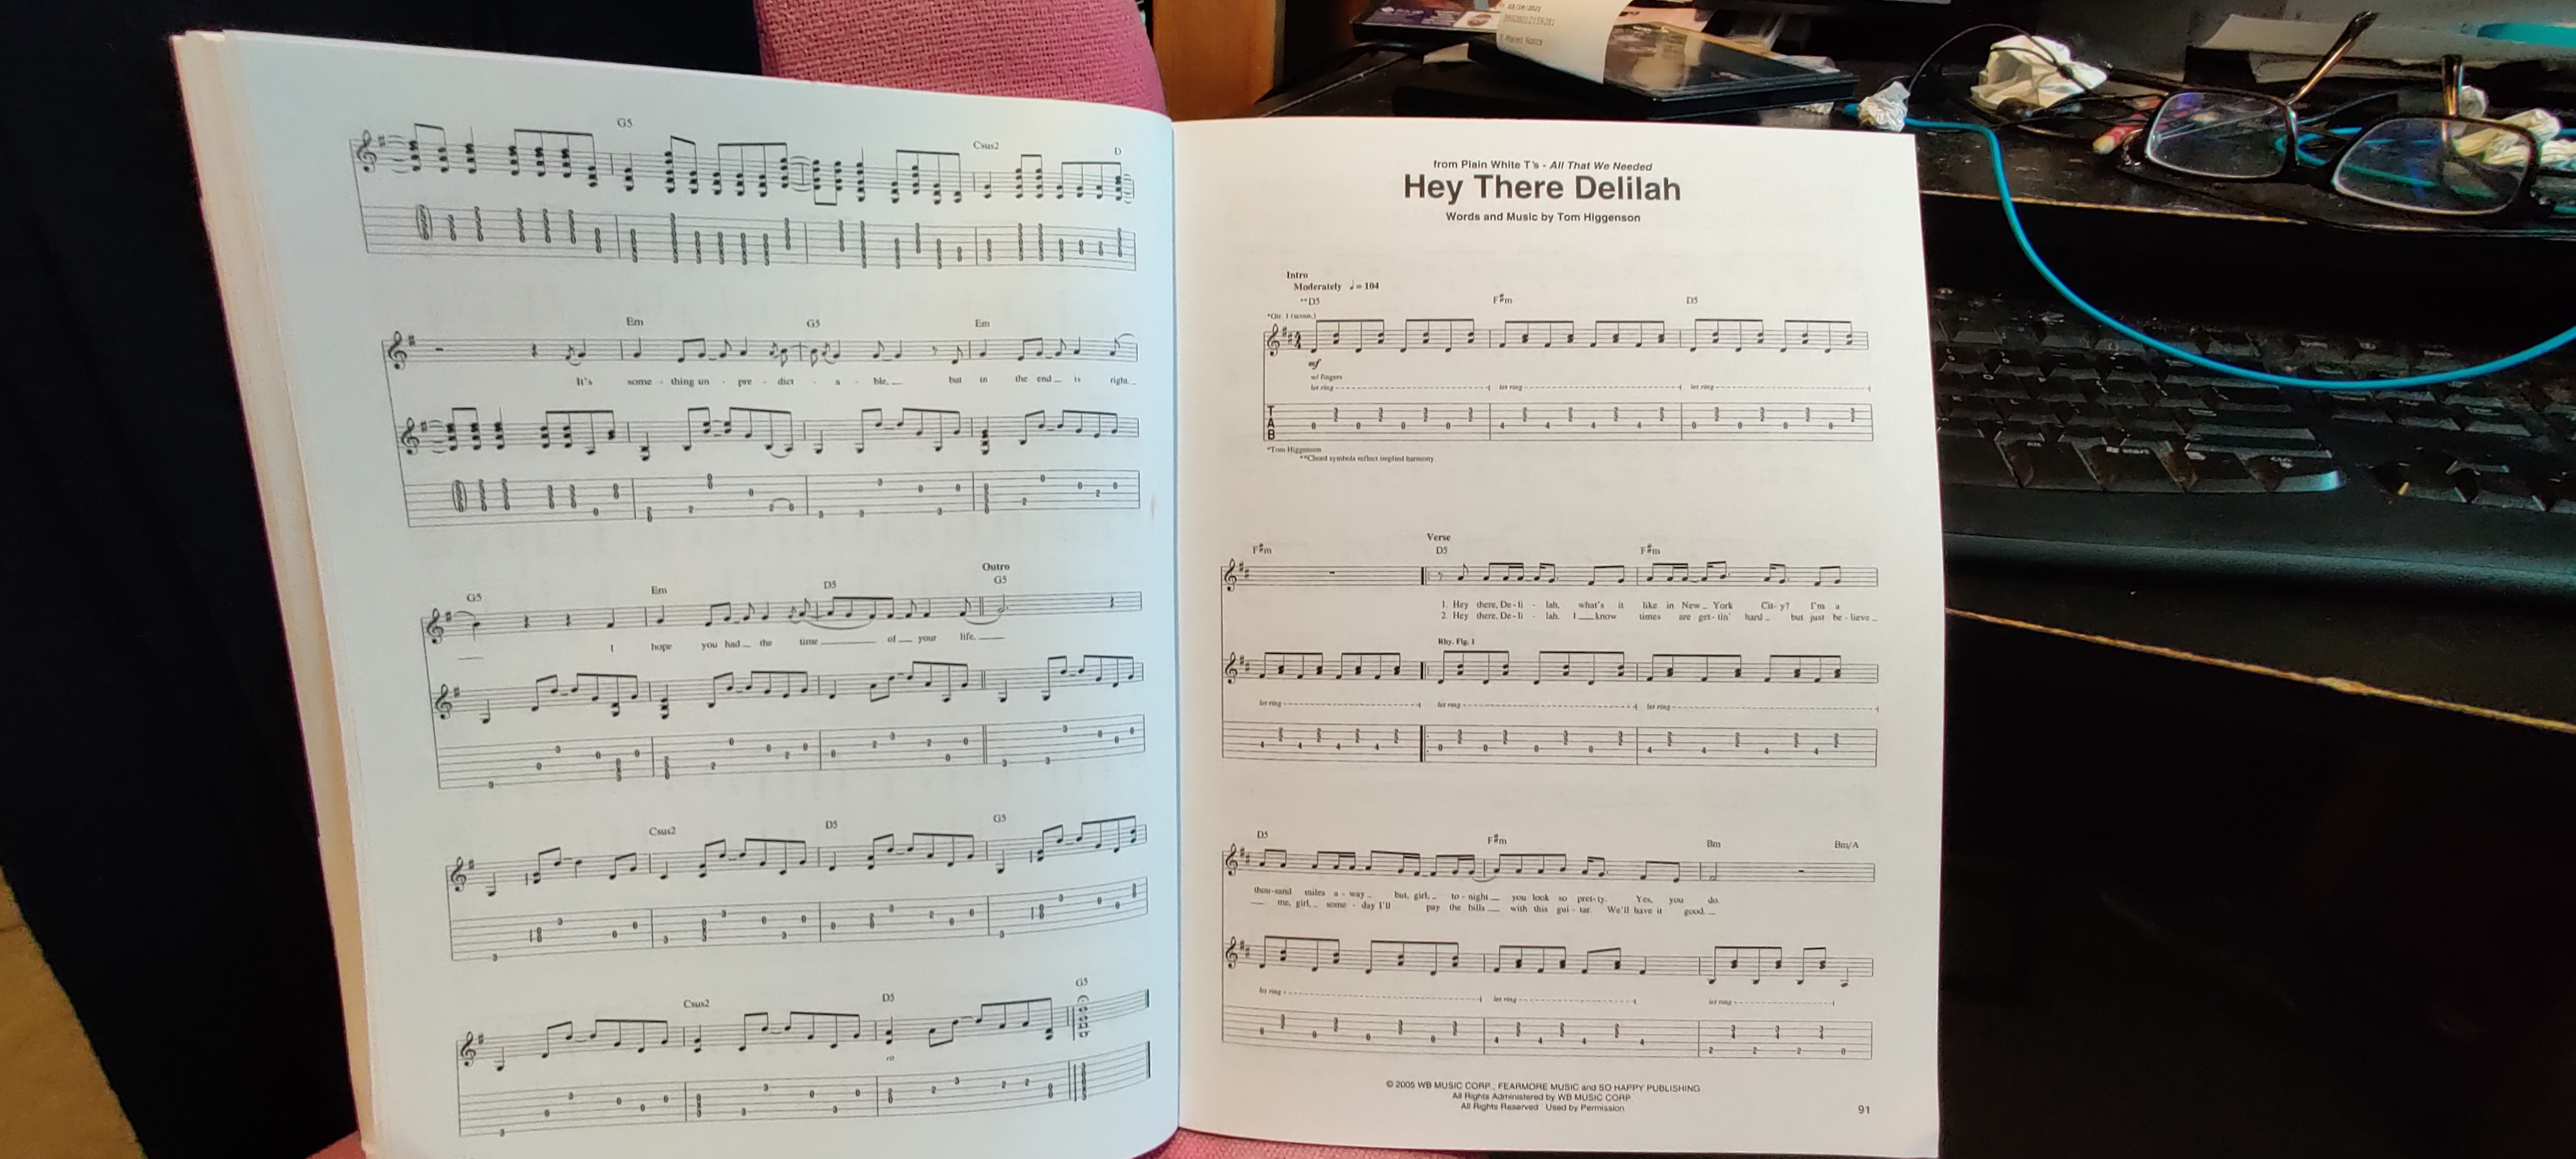 G5 Csus2 D
Em G5 Em
It's some - thing un - pre - dict - a - ble, but in the end is right.
Outro
G5 Em D5 G5
I hope you had the time of your life.
Csus2 D5 G5
Csus2 D5 G5
rit.
from Plain White T's - All That We Needed
Hey There Delilah
Words and Music by Tom Higgenson
Intro
Moderately ♩ = 104
**D5 F#m D5
*Gtr. 1 (acous.)
mf
w/ fingers
let ring let ring let ring
T
A
B
*Tom Higgenson
**Chord symbols reflect implied harmony.
Verse
F#m D5 F#m
1. Hey there, De - li - lah, what's it like in New York Cit - y? I'm a
2. Hey there, De - li - lah. I know times are get - tin' hard but just be - lieve
Rhy. Fig. 1
let ring let ring let ring
D5 F#m Bm Bm/A
thou - sand miles a - way but, girl, to - night you look so pret - ty. Yes, you do.
me, girl, some - day I'll pay the bills with this gui - tar. We'll have it good.
let ring let ring let ring
© 2005 WB MUSIC CORP., FEARMORE MUSIC and SO HAPPY PUBLISHING
All Rights Administered by WB MUSIC CORP.
All Rights Reserved Used by Permission
91